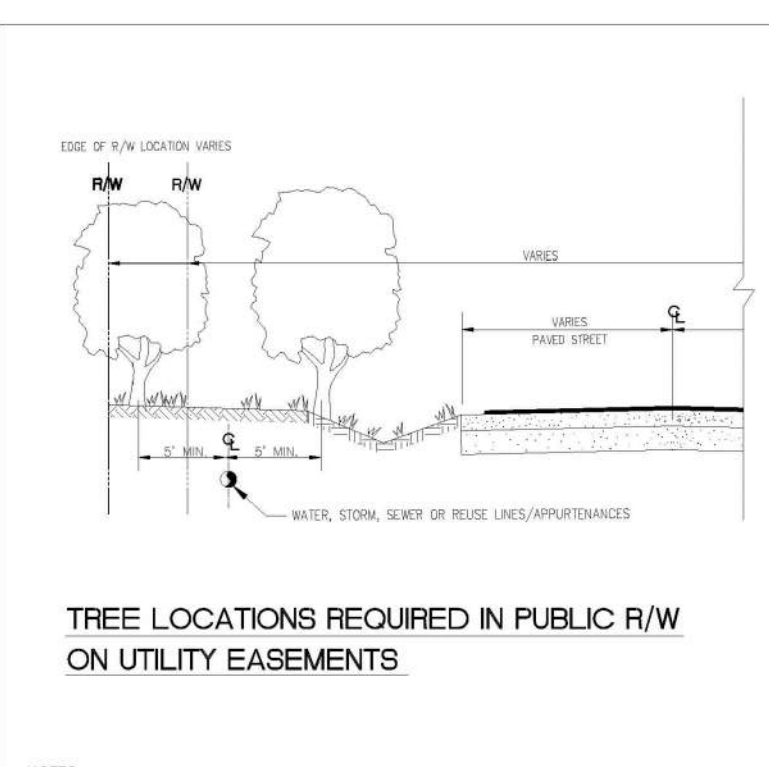 EDGE OF R/W LOCATION VARIES
R/W R/W
VARIES
℄
VARIES
PAVED STREET
℄
5' MIN. 5' MIN.
WATER, STORM, SEWER OR REUSE LINES/APPURTENANCES
TREE LOCATIONS REQUIRED IN PUBLIC R/W
ON UTILITY EASEMENTS